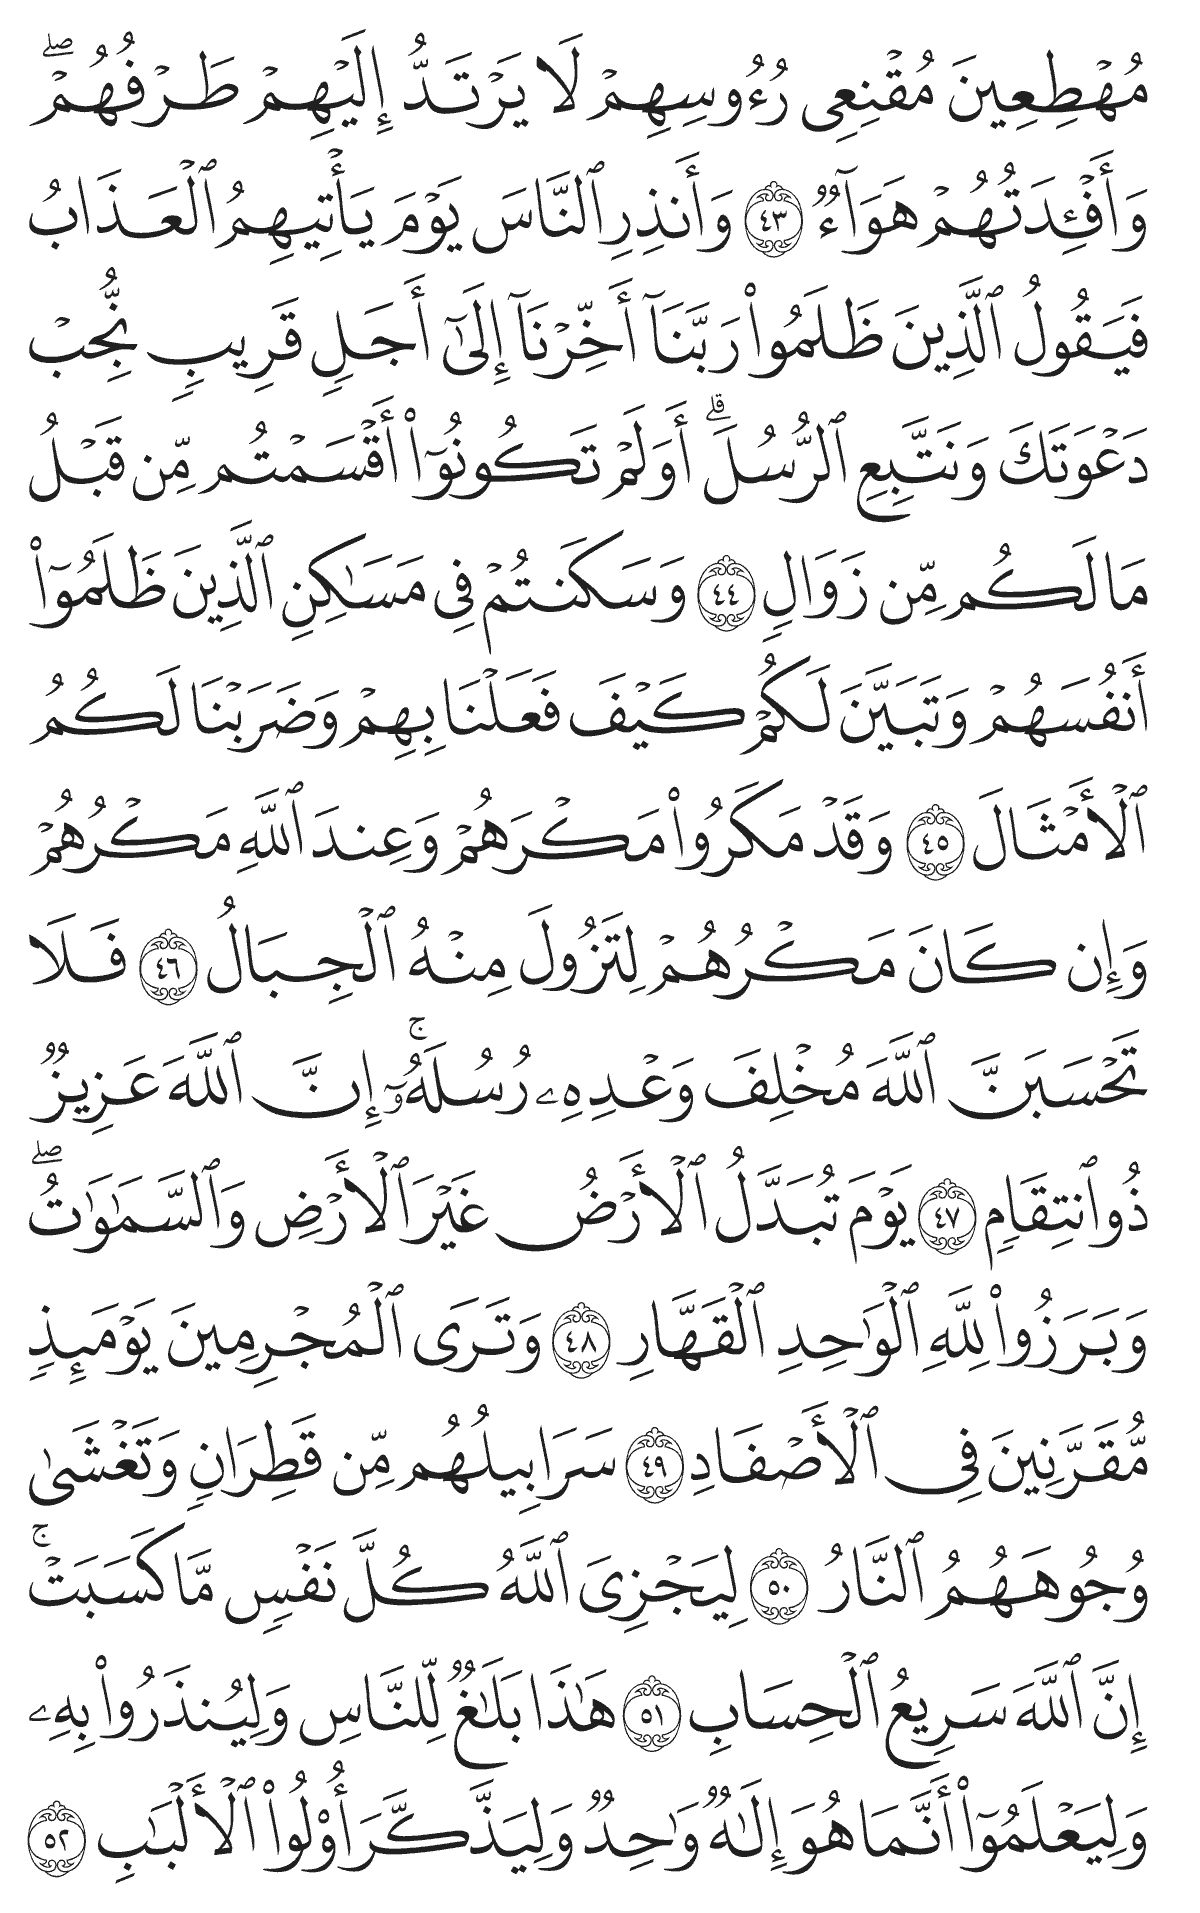 مُهْطِعِينَ مُقْنِعِى رُءُوسِهِمْ لَا يَرْتَدُّ إِلَيْهِمْ طَرْفُهُمْ ۖ
وَأَفْـِٔدَتُهُمْ هَوَآءٌ ٤٣ وَأَنذِرِ ٱلنَّاسَ يَوْمَ يَأْتِيهِمُ ٱلْعَذَابُ
فَيَقُولُ ٱلَّذِينَ ظَلَمُوا۟ رَبَّنَآ أَخِّرْنَآ إِلَىٰٓ أَجَلٍ قَرِيبٍ نُّجِبْ
دَعْوَتَكَ وَنَتَّبِعِ ٱلرُّسُلَ ۗ أَوَلَمْ تَكُونُوٓا۟ أَقْسَمْتُم مِّن قَبْلُ
مَا لَكُم مِّن زَوَالٍ ٤٤ وَسَكَنتُمْ فِى مَسَـٰكِنِ ٱلَّذِينَ ظَلَمُوٓا۟
أَنفُسَهُمْ وَتَبَيَّنَ لَكُمْ كَيْفَ فَعَلْنَا بِهِمْ وَضَرَبْنَا لَكُمُ
ٱلْأَمْثَالَ ٤٥ وَقَدْ مَكَرُوا۟ مَكْرَهُمْ وَعِندَ ٱللَّهِ مَكْرُهُمْ
وَإِن كَانَ مَكْرُهُمْ لِتَزُولَ مِنْهُ ٱلْجِبَالُ ٤٦ فَلَا
تَحْسَبَنَّ ٱللَّهَ مُخْلِفَ وَعْدِهِۦ رُسُلَهُۥٓ ۚ إِنَّ ٱللَّهَ عَزِيزٌ
ذُو ٱنتِقَامٍ ٤٧ يَوْمَ تُبَدَّلُ ٱلْأَرْضُ غَيْرَ ٱلْأَرْضِ وَٱلسَّمَـٰوَٰتُ ۖ
وَبَرَزُوا۟ لِلَّهِ ٱلْوَٰحِدِ ٱلْقَهَّارِ ٤٨ وَتَرَى ٱلْمُجْرِمِينَ يَوْمَئِذٍ
مُّقَرَّنِينَ فِى ٱلْأَصْفَادِ ٤٩ سَرَابِيلُهُم مِّن قَطِرَانٍ وَتَغْشَىٰ
وُجُوهَهُمُ ٱلنَّارُ ٥٠ لِيَجْزِىَ ٱللَّهُ كُلَّ نَفْسٍ مَّا كَسَبَتْ ۚ
إِنَّ ٱللَّهَ سَرِيعُ ٱلْحِسَابِ ٥١ هَـٰذَا بَلَـٰغٌ لِّلنَّاسِ وَلِيُنذَرُوا۟ بِهِۦ
وَلِيَعْلَمُوٓا۟ أَنَّمَا هُوَ إِلَـٰهٌ وَٰحِدٌ وَلِيَذَّكَّرَ أُو۟لُوا۟ ٱلْأَلْبَـٰبِ ٥٢